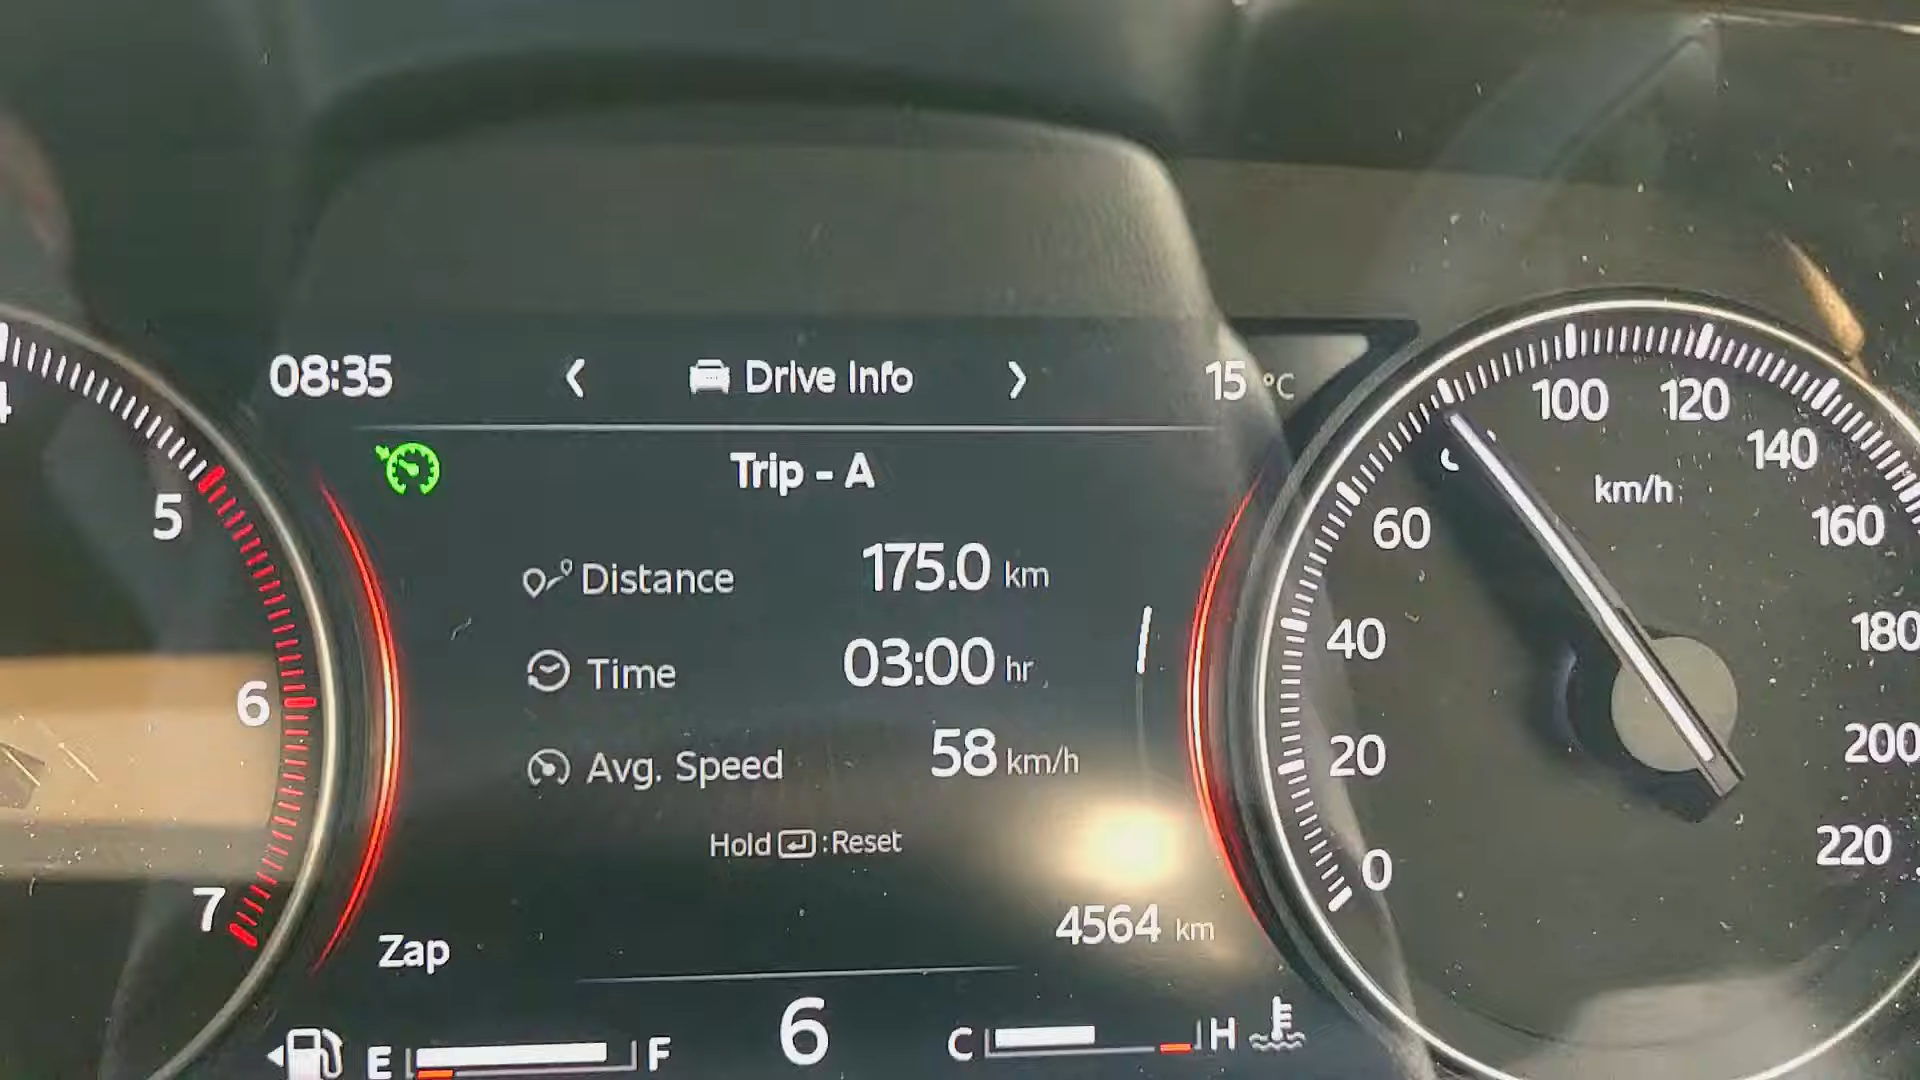 08:35 Drive Info 15 °C
Trip - A
Distance 175.0 km
Time 03:00 hr
Avg. Speed 58 km/h
Hold :Reset
4564 km
Zap
E F 6 C H
4
5
6
7
km/h
0
20
40
60
100
120
140
160
180
200
220